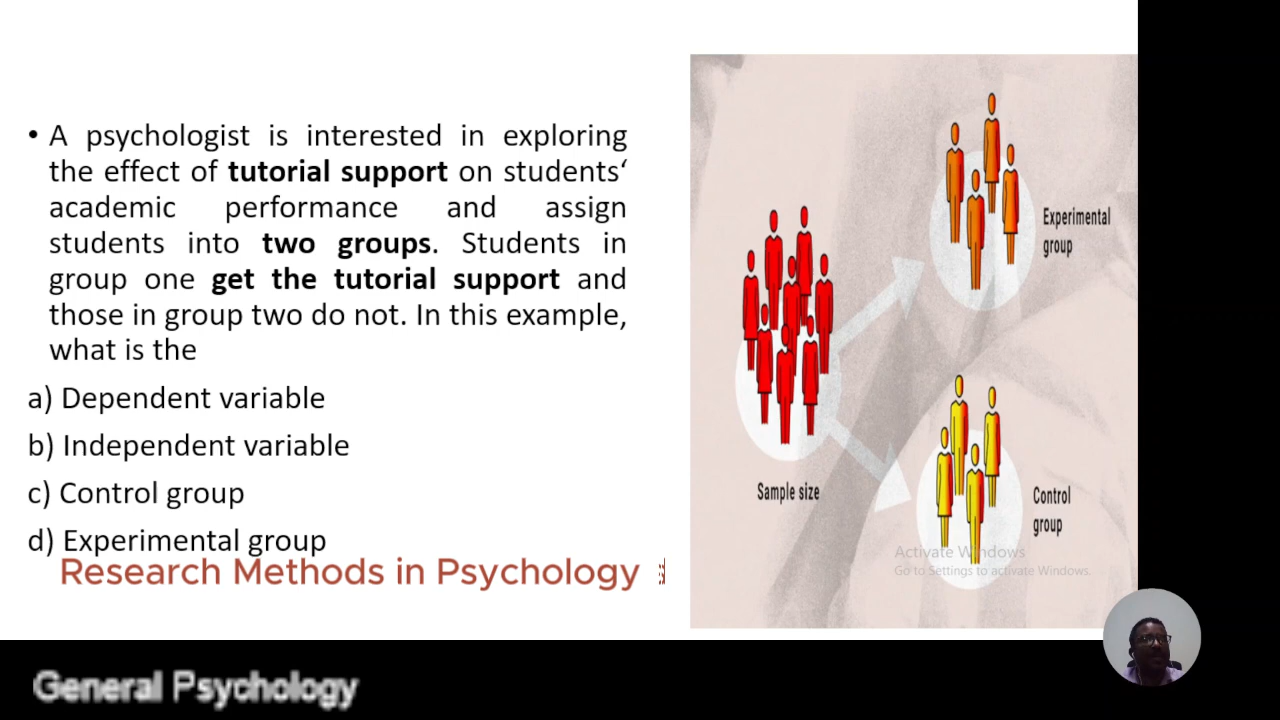 • A psychologist is interested in exploring
the effect of tutorial support on students‘
academic performance and assign
students into two groups. Students in
group one get the tutorial support and
those in group two do not. In this example,
what is the
a) Dependent variable
b) Independent variable
c) Control group
d) Experimental group
Research Methods in Psychology
Experimental
group
Sample size
Control
group
Activate Windows
Go to Settings to activate Windows.
General Psychology